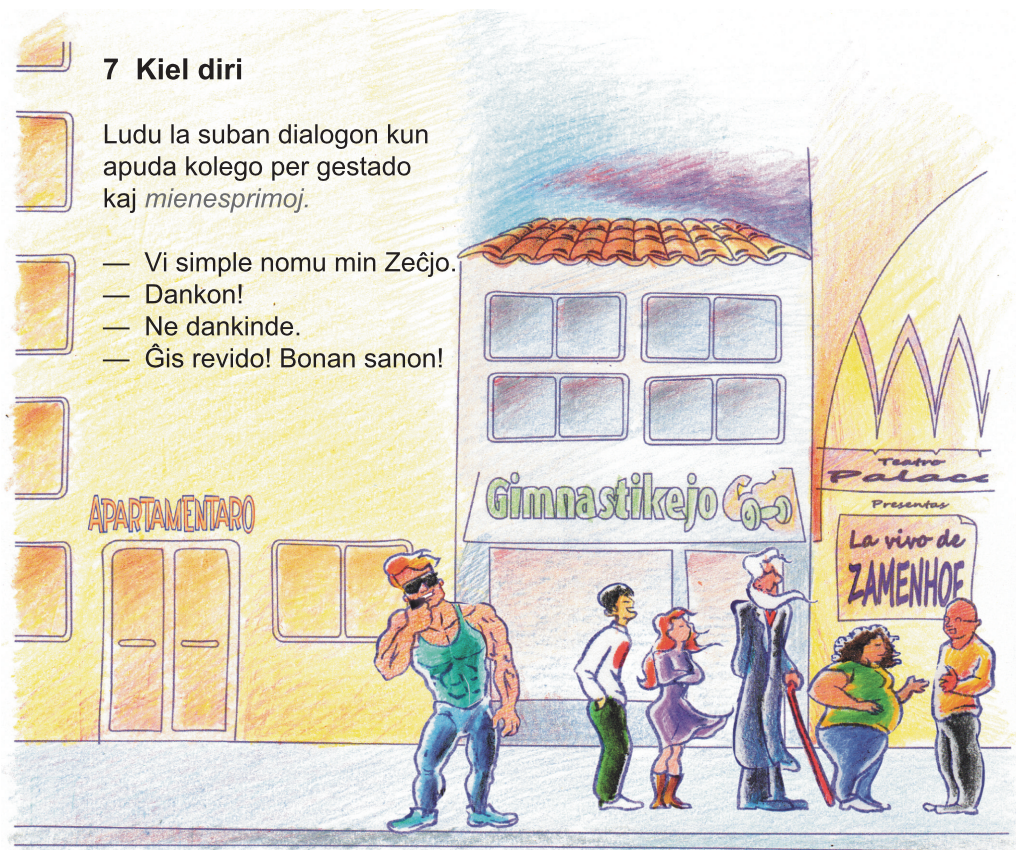 7 Kiel diri
Ludu la suban dialogon kun
apuda kolego per gestado
kaj mienesprimoj.
— Vi simple nomu min Zeĉjo.
— Dankon!
— Ne dankinde.
— Ĝis revido! Bonan sanon!
APARTAMENTARO
Gimnastikejo
Teatro
Palace
Presentas
La vivo de
ZAMENHOF